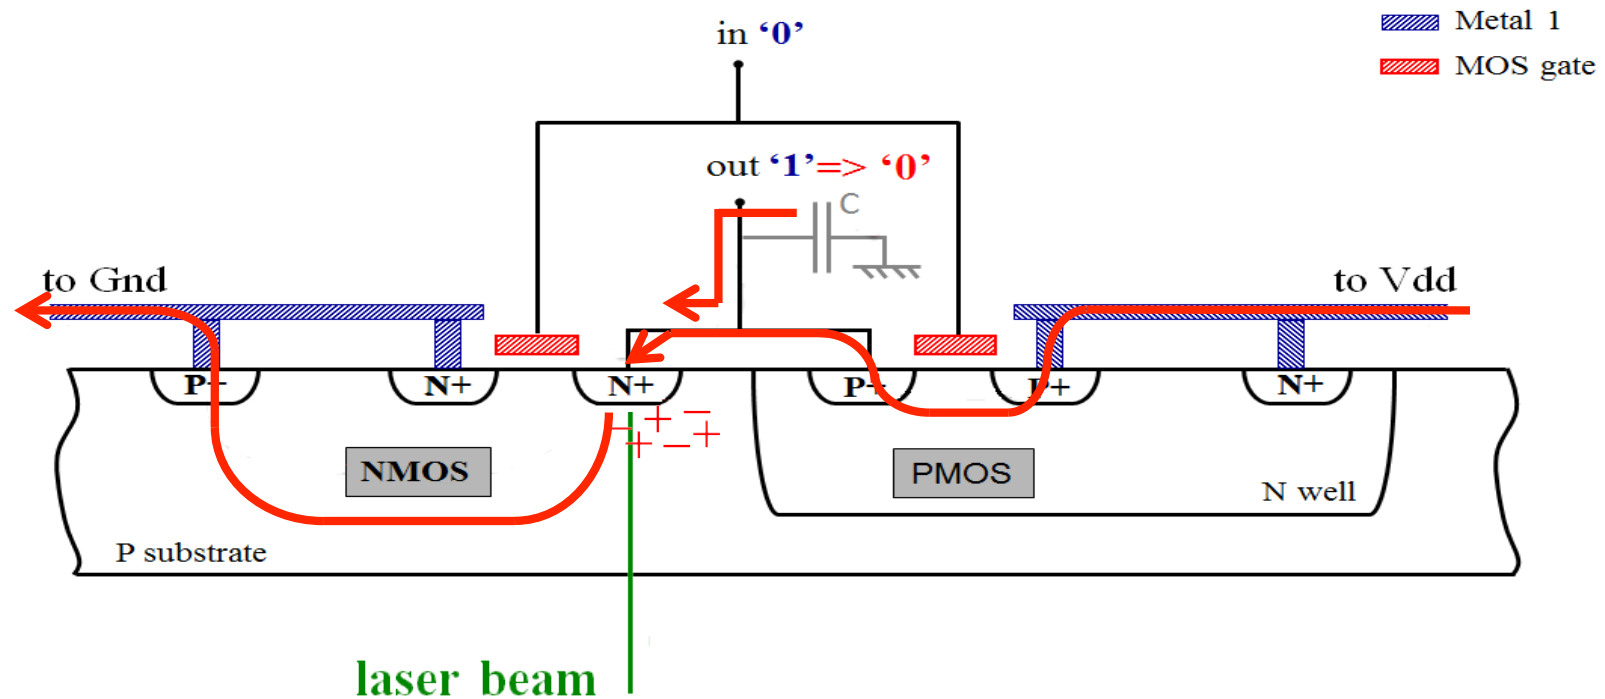 Metal 1
MOS gate
in ‘0’
out ‘1’=> ‘0’
C
to Gnd
to Vdd
P+
N+
N+
P+
P+
N+
NMOS
PMOS
N well
P substrate
laser beam